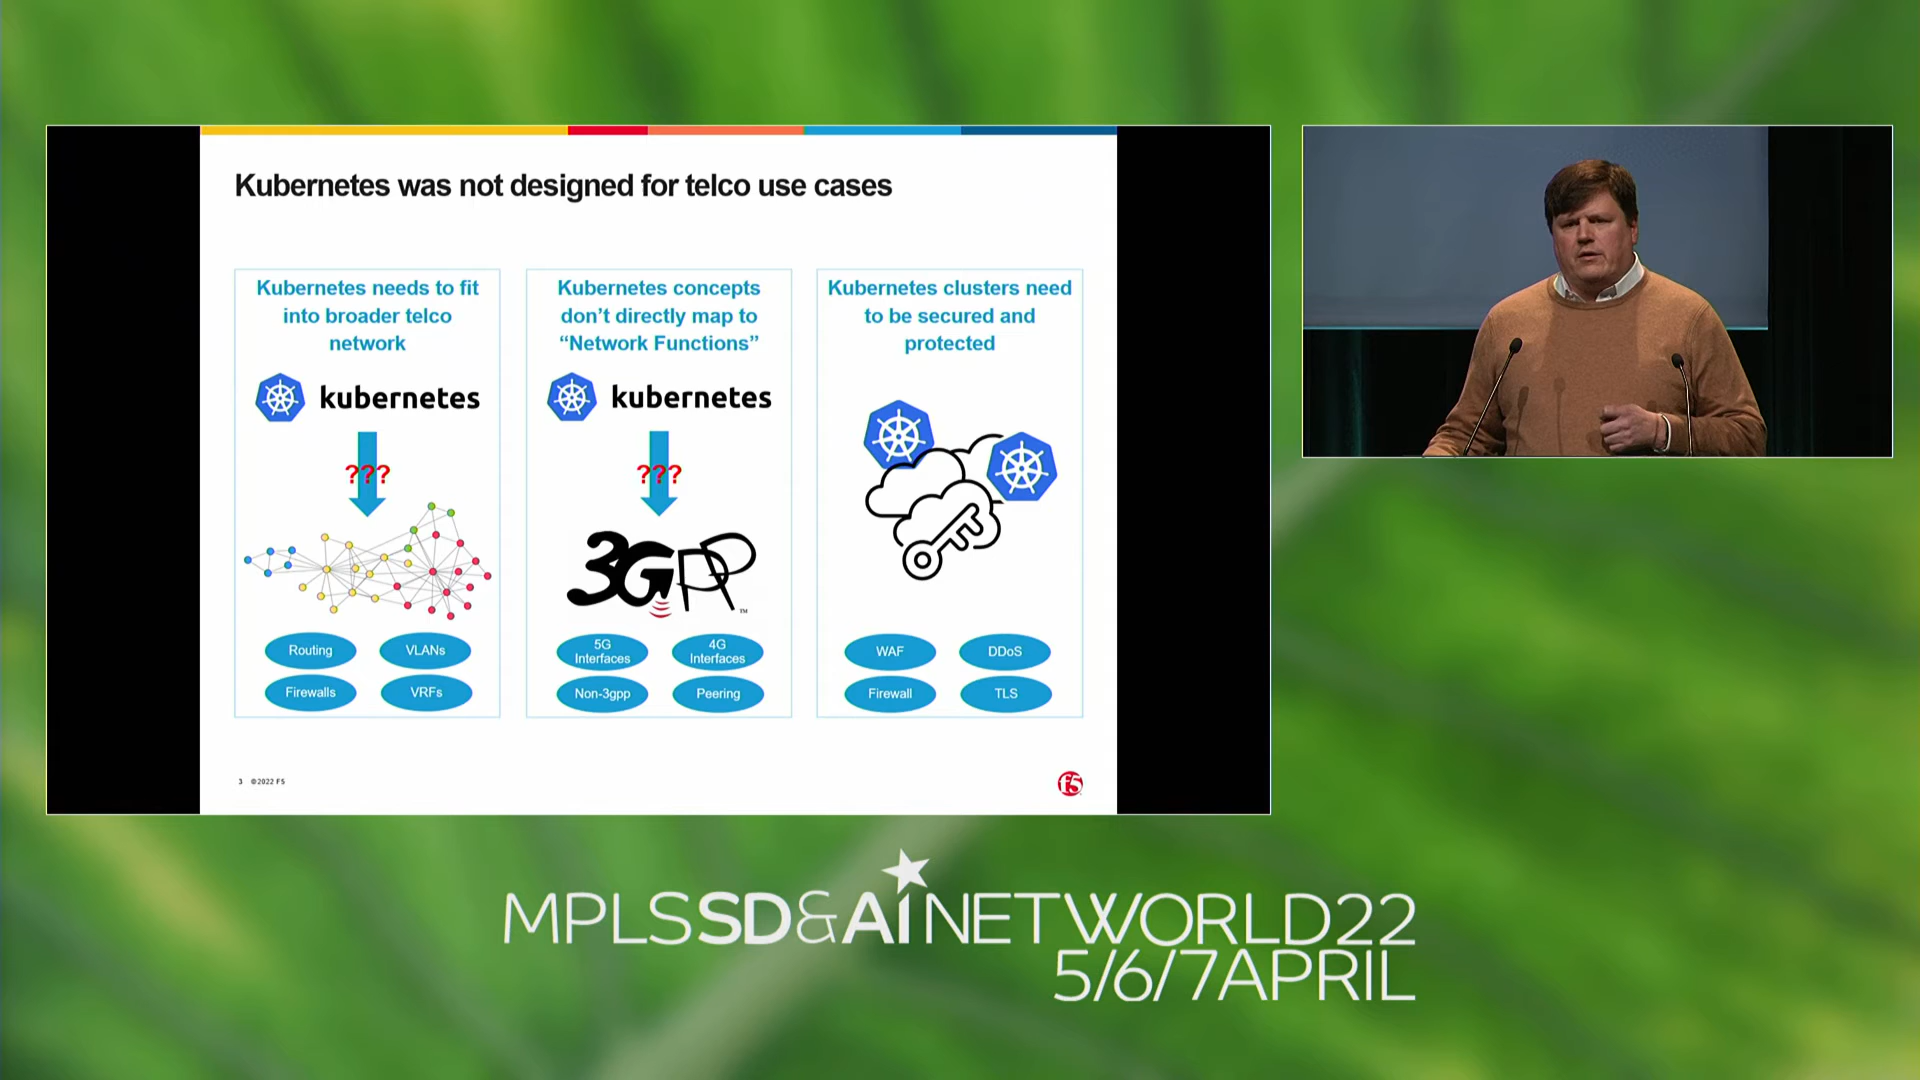 Kubernetes was not designed for telco use cases
Kubernetes needs to fit
into broader telco
network
kubernetes
???
Routing
VLANs
Firewalls
VRFs
Kubernetes concepts
don't directly map to
“Network Functions”
kubernetes
???
3GPP
TM
5G
Interfaces
4G
Interfaces
Non-3gpp
Peering
Kubernetes clusters need
to be secured and
protected
WAF
DDoS
Firewall
TLS
3 ©2022 F5
f5
MPLSSD&AINETWORLD22
5/6/7APRIL